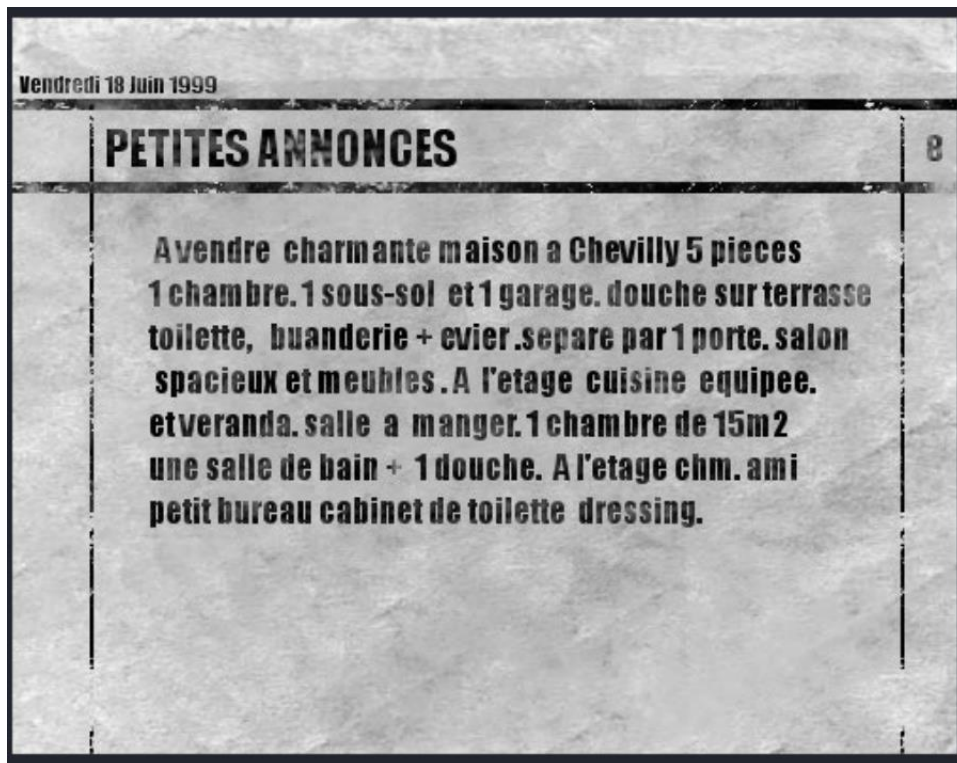 Vendredi 18 Juin 1999
PETITES ANNONCES 8
A vendre charmante maison a Chevilly 5 pieces
1 chambre. 1 sous-sol et 1 garage. douche sur terrasse
toilette, buanderie + evier .separe par 1 porte. salon
spacieux et meubles. A l'etage cuisine equipee.
et veranda. salle a manger. 1 chambre de 15m2
une salle de bain + 1 douche. A l'etage chm. ami
petit bureau cabinet de toilette dressing.